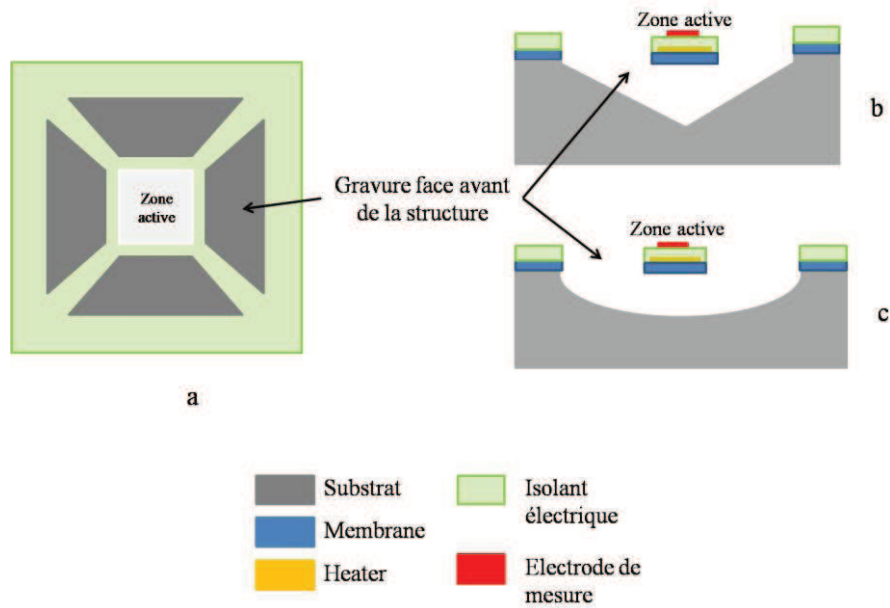 Zone active
b
Zone
active
Gravure face avant
de la structure
Zone active
c
a
Substrat
Membrane
Heater
Isolant
électrique
Electrode de
mesure